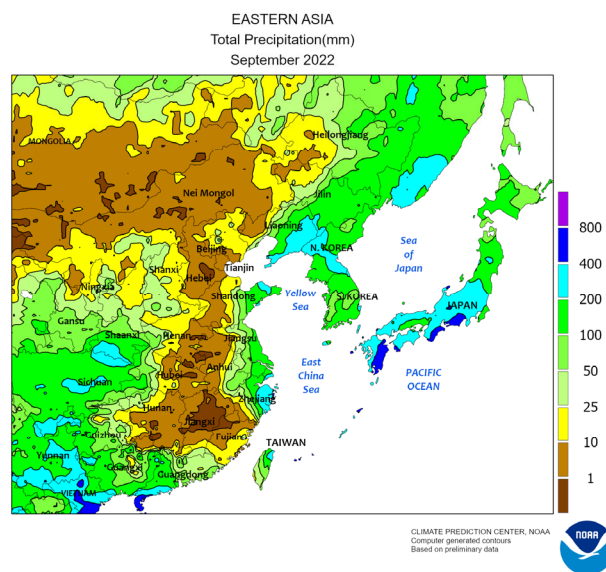 EASTERN ASIA
Total Precipitation(mm)
September 2022
MONGOLIA
Heilongjiang
Nei Mongol
Jilin
Liaoning
Beijing
N. KOREA
Sea
of
Japan
Shanxi
Hebei
Tianjin
Ningxia
Shandong
Yellow
Sea
S. KOREA
JAPAN
Gansu
Shaanxi
Henan
Jiangsu
East
China
Sea
PACIFIC
OCEAN
Sichuan
Hubei
Anhui
Zhejiang
Hunan
Jiangxi
Guizhou
Fujian
TAIWAN
Yunnan
Guangxi
Guangdong
VIETNAM
800
400
200
100
50
25
10
1
CLIMATE PREDICTION CENTER, NOAA
Computer generated contours
Based on preliminary data
NOAA